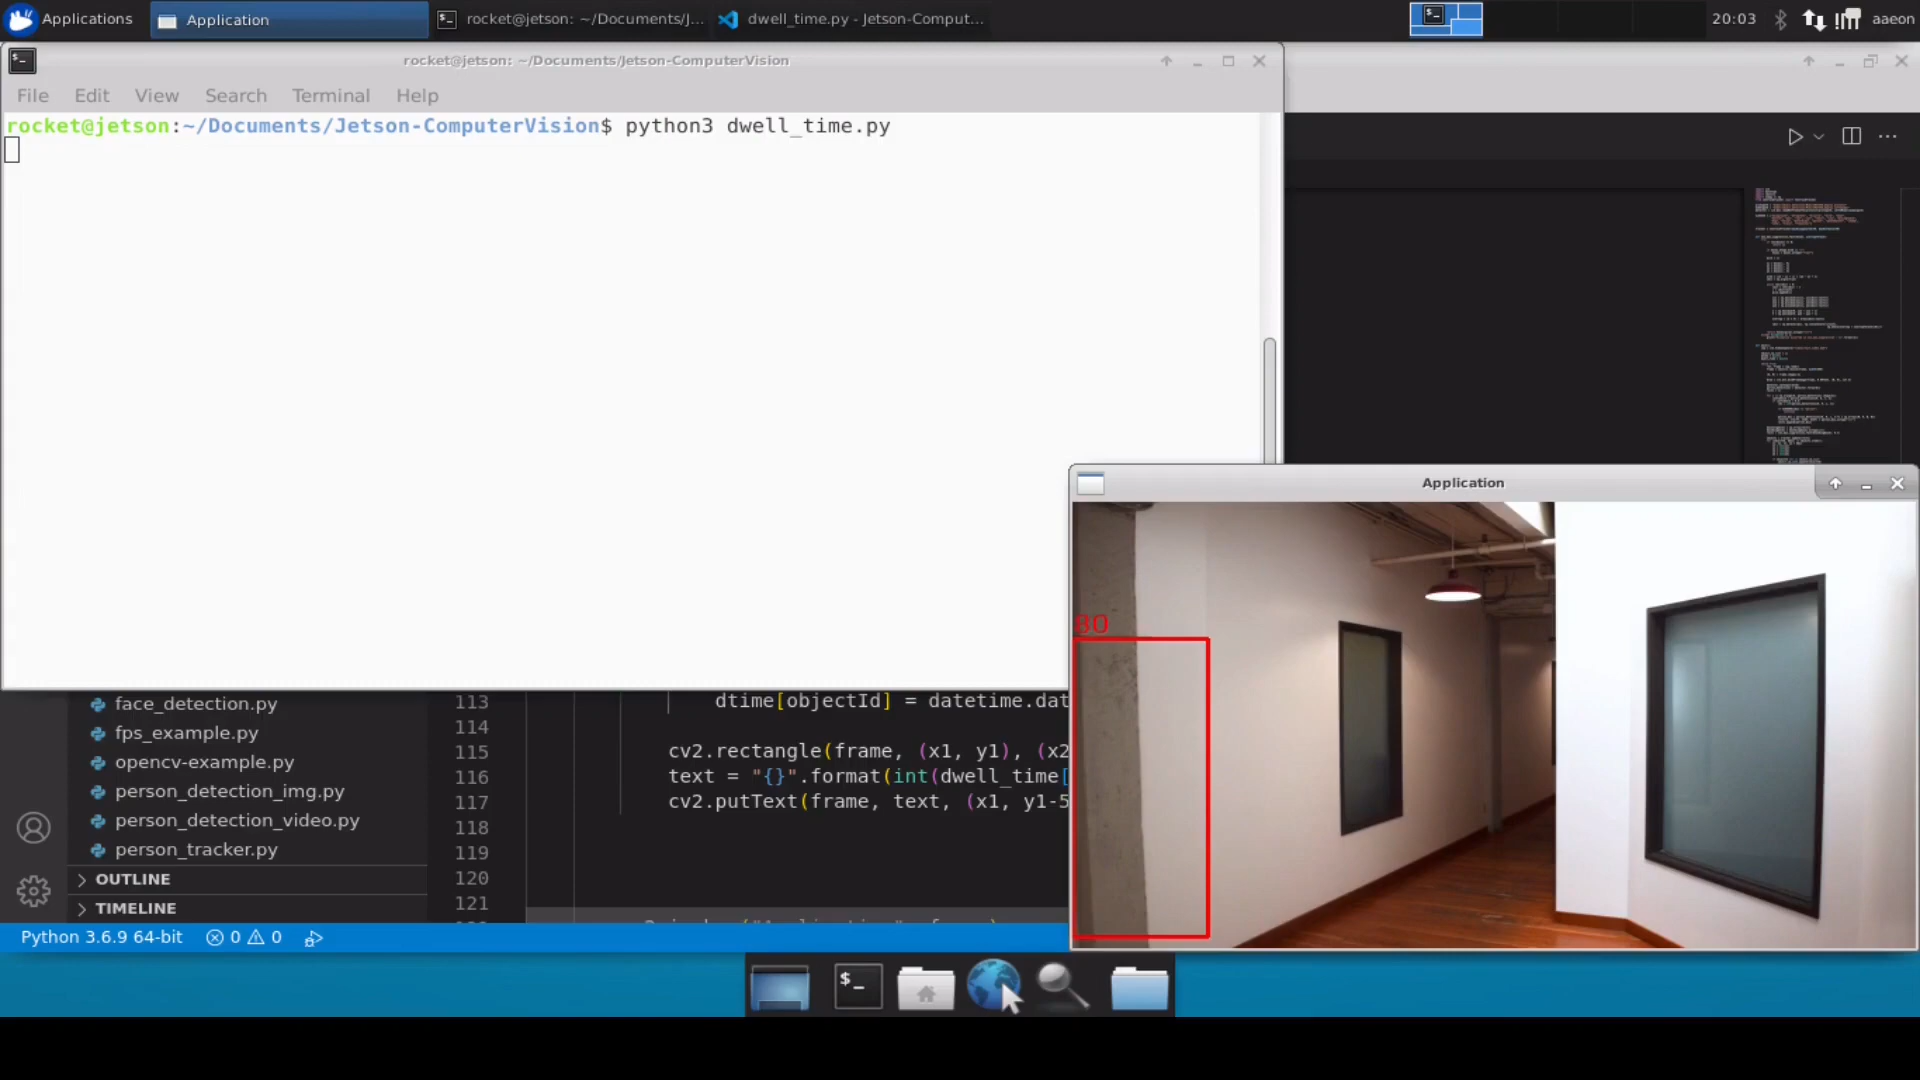 Applications
Application
rocket@jetson: ~/Documents/J...
dwell_time.py - Jetson-Comput...
20:03
aaeon
rocket@jetson: ~/Documents/Jetson-ComputerVision
File Edit View Search Terminal Help
rocket@jetson:~/Documents/Jetson-ComputerVision$ python3 dwell_time.py
Application
80
face_detection.py
fps_example.py
opencv-example.py
person_detection_img.py
person_detection_video.py
person_tracker.py
OUTLINE
TIMELINE
113 dtime[objectId] = datetime.dat
114
115 cv2.rectangle(frame, (x1, y1), (x2
116 text = "{}".format(int(dwell_time[
117 cv2.putText(frame, text, (x1, y1-5
118
119
120
121
Python 3.6.9 64-bit
0 0